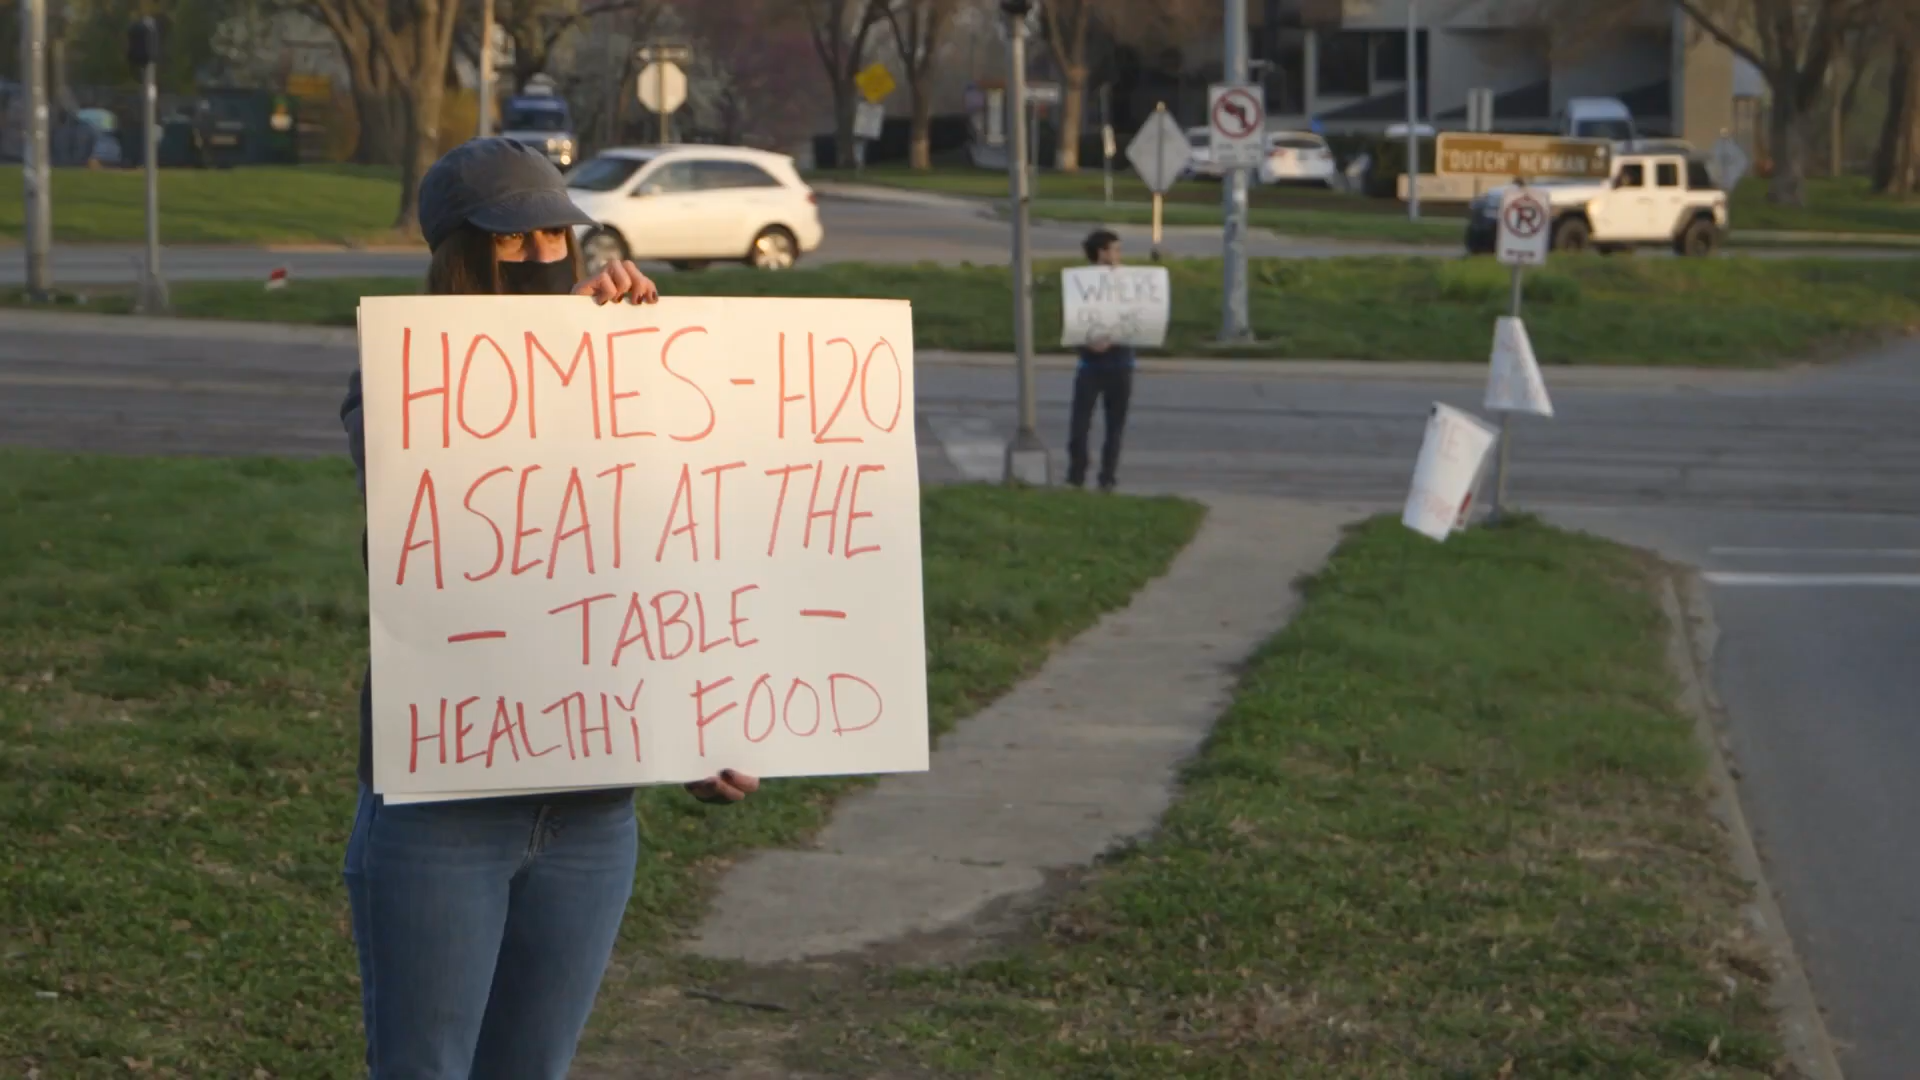 HOMES - H2O
A SEAT AT THE
- TABLE -
HEALTHY FOOD
WHERE
"DUTCH" NEWMAN